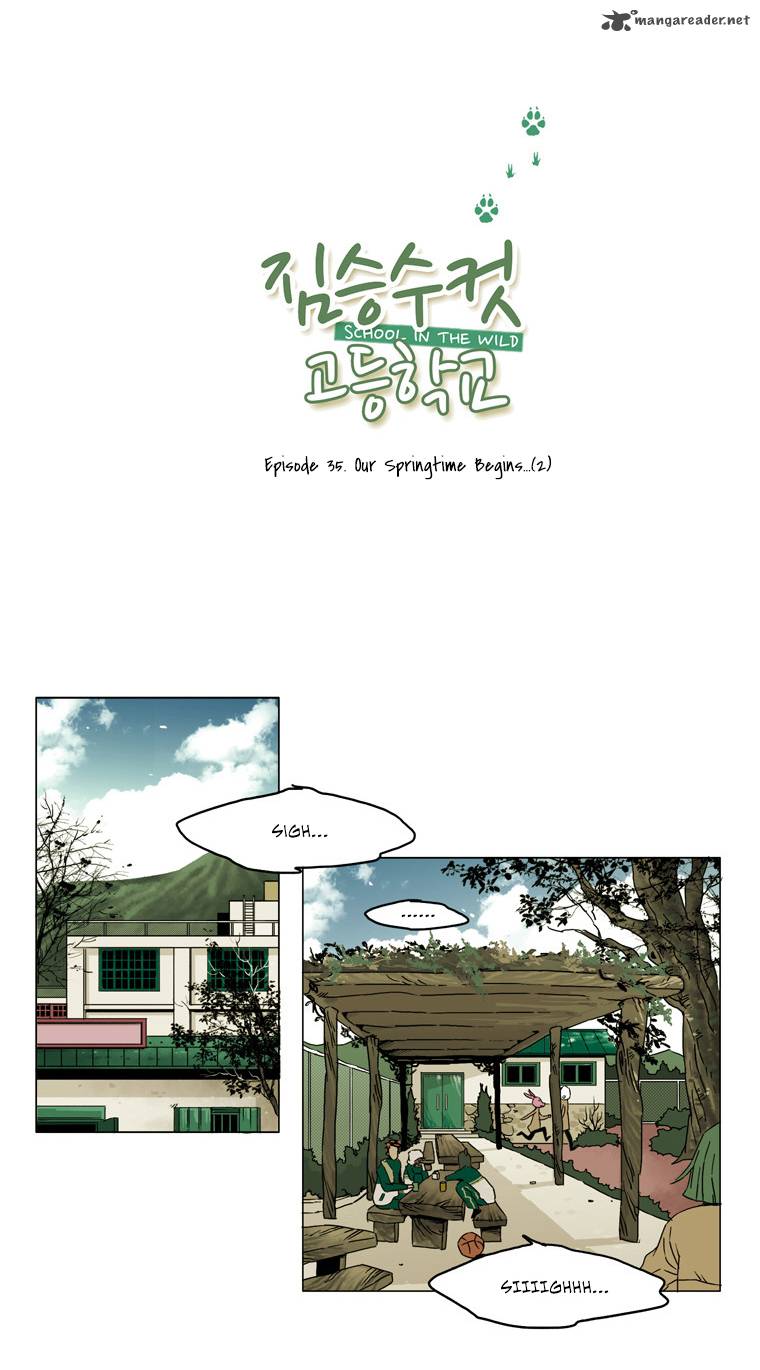 mangareader.net
짐승수컷
SCHOOL IN THE WILD
고등학교
Episode 35. Our Springtime Begins...(2)
SIGH...
......
SIIIIGHHH...